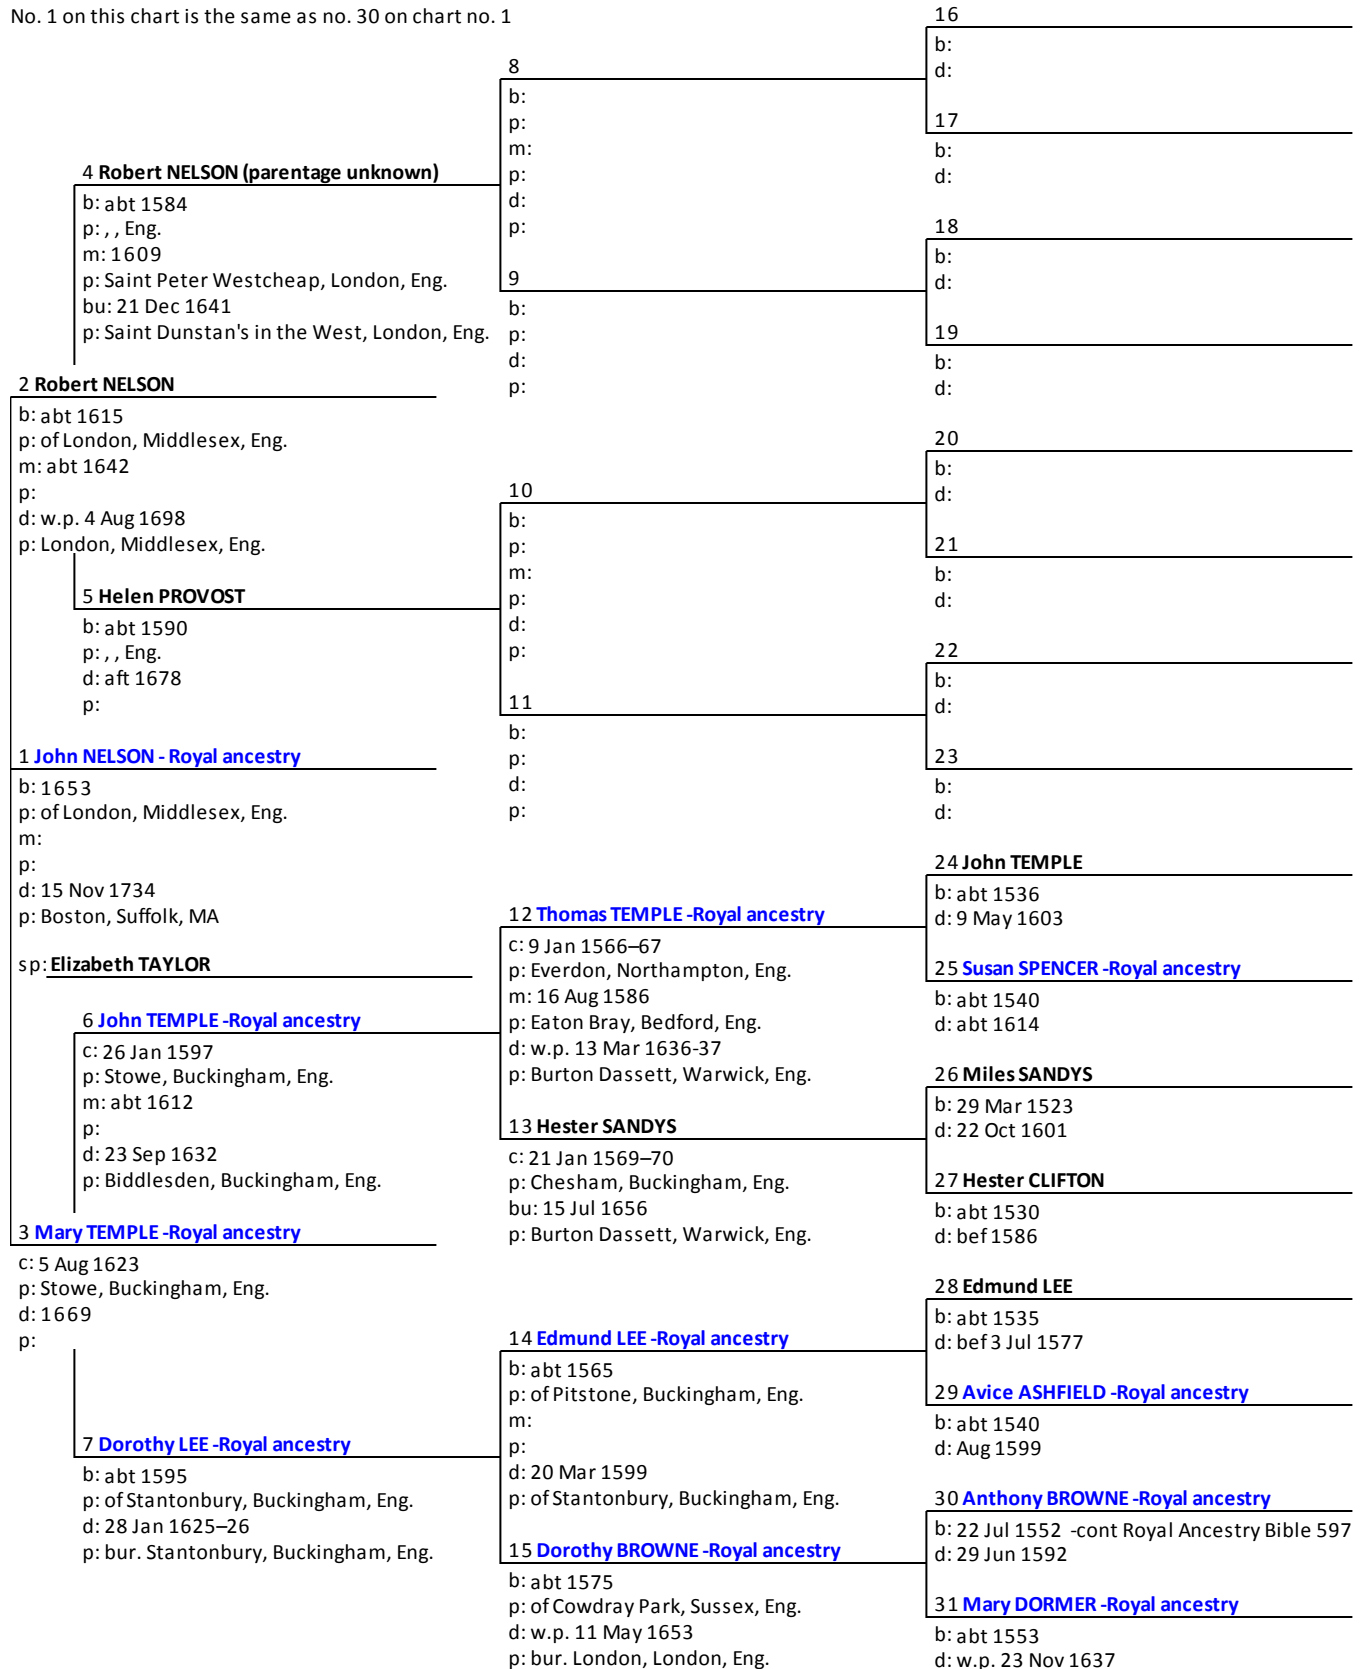 No. 1 on this chart is the same as no. 30 on chart no. 1
16
b:
d:
8
b:
p:
m:
p:
d:
p:
17
b:
d:
4 Robert NELSON (parentage unknown)
b: abt 1584
p: , , Eng.
m: 1609
p: Saint Peter Westcheap, London, Eng.
bu: 21 Dec 1641
p: Saint Dunstan's in the West, London, Eng.
18
b:
d:
9
b:
p:
d:
p:
19
b:
d:
2 Robert NELSON
b: abt 1615
p: of London, Middlesex, Eng.
m: abt 1642
p:
d: w.p. 4 Aug 1698
p: London, Middlesex, Eng.
20
b:
d:
10
b:
p:
m:
p:
d:
p:
21
b:
d:
5 Helen PROVOST
b: abt 1590
p: , , Eng.
d: aft 1678
p:
22
b:
d:
11
b:
p:
d:
p:
23
b:
d:
1 John NELSON - Royal ancestry
b: 1653
p: of London, Middlesex, Eng.
m:
p:
d: 15 Nov 1734
p: Boston, Suffolk, MA
sp: Elizabeth TAYLOR
24 John TEMPLE
b: abt 1536
d: 9 May 1603
12 Thomas TEMPLE -Royal ancestry
c: 9 Jan 1566–67
p: Everdon, Northampton, Eng.
m: 16 Aug 1586
p: Eaton Bray, Bedford, Eng.
d: w.p. 13 Mar 1636-37
p: Burton Dassett, Warwick, Eng.
25 Susan SPENCER -Royal ancestry
b: abt 1540
d: abt 1614
6 John TEMPLE -Royal ancestry
c: 26 Jan 1597
p: Stowe, Buckingham, Eng.
m: abt 1612
p:
d: 23 Sep 1632
p: Biddlesden, Buckingham, Eng.
26 Miles SANDYS
b: 29 Mar 1523
d: 22 Oct 1601
13 Hester SANDYS
c: 21 Jan 1569–70
p: Chesham, Buckingham, Eng.
bu: 15 Jul 1656
p: Burton Dassett, Warwick, Eng.
27 Hester CLIFTON
b: abt 1530
d: bef 1586
3 Mary TEMPLE -Royal ancestry
c: 5 Aug 1623
p: Stowe, Buckingham, Eng.
d: 1669
p:
28 Edmund LEE
b: abt 1535
d: bef 3 Jul 1577
14 Edmund LEE -Royal ancestry
b: abt 1565
p: of Pitstone, Buckingham, Eng.
m:
p:
d: 20 Mar 1599
p: of Stantonbury, Buckingham, Eng.
29 Avice ASHFIELD -Royal ancestry
b: abt 1540
d: Aug 1599
7 Dorothy LEE -Royal ancestry
b: abt 1595
p: of Stantonbury, Buckingham, Eng.
d: 28 Jan 1625–26
p: bur. Stantonbury, Buckingham, Eng.
30 Anthony BROWNE -Royal ancestry
b: 22 Jul 1552 -cont Royal Ancestry Bible 597
d: 29 Jun 1592
15 Dorothy BROWNE -Royal ancestry
b: abt 1575
p: of Cowdray Park, Sussex, Eng.
d: w.p. 11 May 1653
p: bur. London, London, Eng.
31 Mary DORMER -Royal ancestry
b: abt 1553
d: w.p. 23 Nov 1637